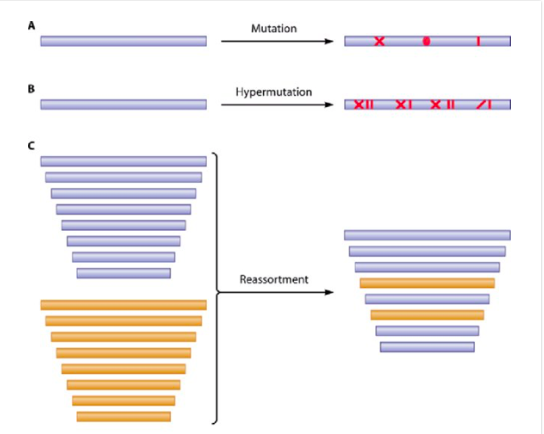 A
Mutation
B
Hypermutation
C
Reassortment